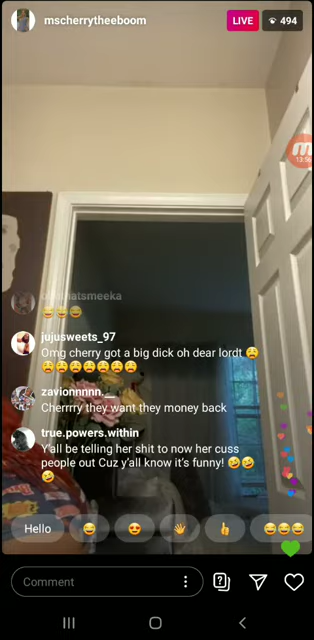 mscherrytheeboom
LIVE
494
jujusweets_97
Omg cherry got a big dick oh dear lordt 😩
😩😩😩😩😩😩😩
zavionnnnn.__
Cherrrry they want they money back
true.powers.within
Y'all be telling her shit to now her cuss
people out Cuz y'all know it's funny! 🤣🤣
🤣
Hello
Comment